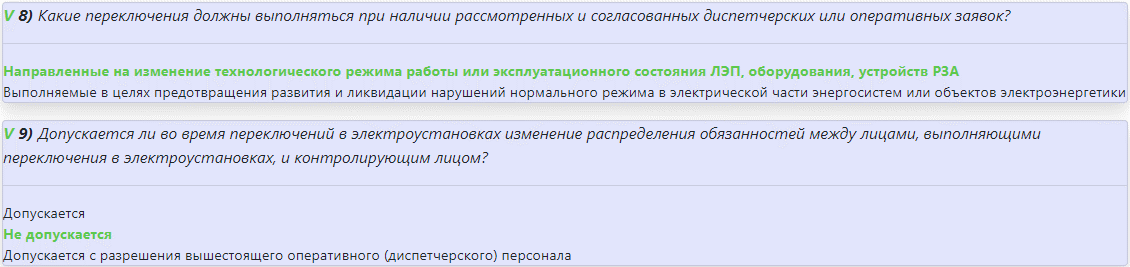 V 8) Какие переключения должны выполняться при наличии рассмотренных и согласованных диспетчерских или оперативных заявок?
Направленные на изменение технологического режима работы или эксплуатационного состояния ЛЭП, оборудования, устройств РЗА
Выполняемые в целях предотвращения развития и ликвидации нарушений нормального режима в электрической части энергосистем или объектов электроэнергетики
V 9) Допускается ли во время переключений в электроустановках изменение распределения обязанностей между лицами, выполняющими
переключения в электроустановках, и контролирующим лицом?
Допускается
Не допускается
Допускается с разрешения вышестоящего оперативного (диспетчерского) персонала